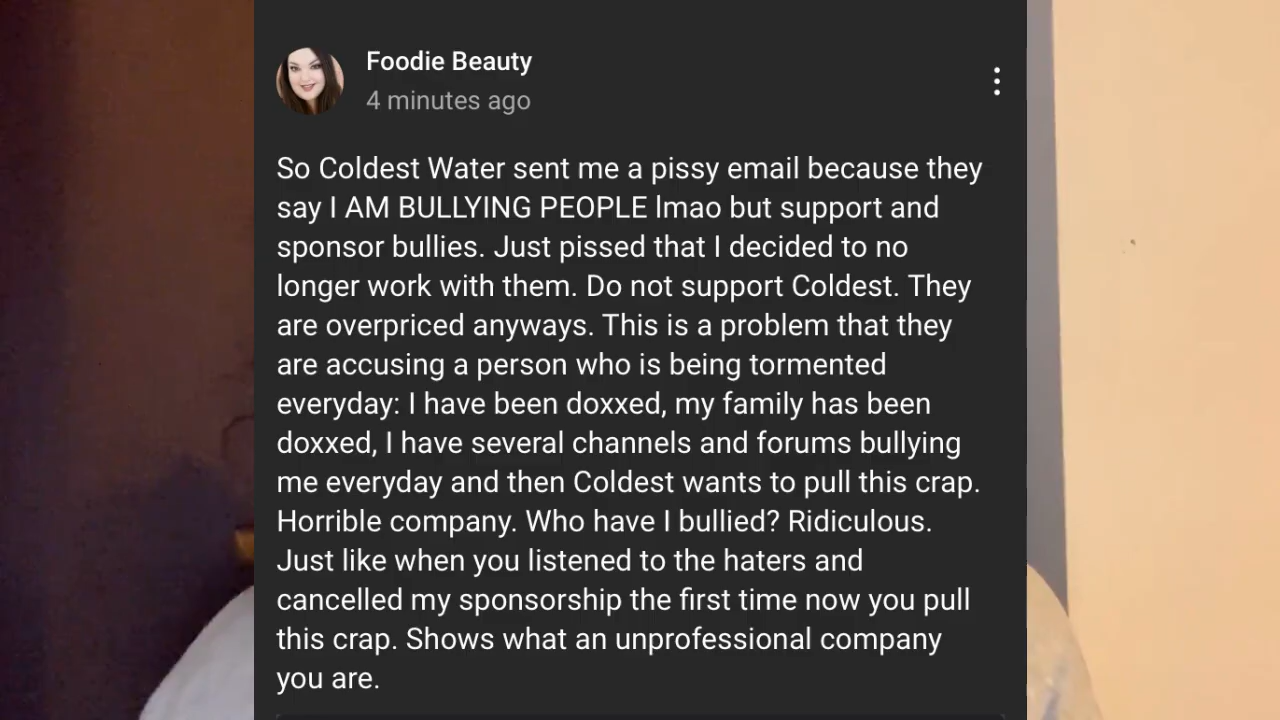 Foodie Beauty
4 minutes ago
So Coldest Water sent me a pissy email because they
say I AM BULLYING PEOPLE lmao but support and
sponsor bullies. Just pissed that I decided to no
longer work with them. Do not support Coldest. They
are overpriced anyways. This is a problem that they
are accusing a person who is being tormented
everyday: I have been doxxed, my family has been
doxxed, I have several channels and forums bullying
me everyday and then Coldest wants to pull this crap.
Horrible company. Who have I bullied? Ridiculous.
Just like when you listened to the haters and
cancelled my sponsorship the first time now you pull
this crap. Shows what an unprofessional company
you are.